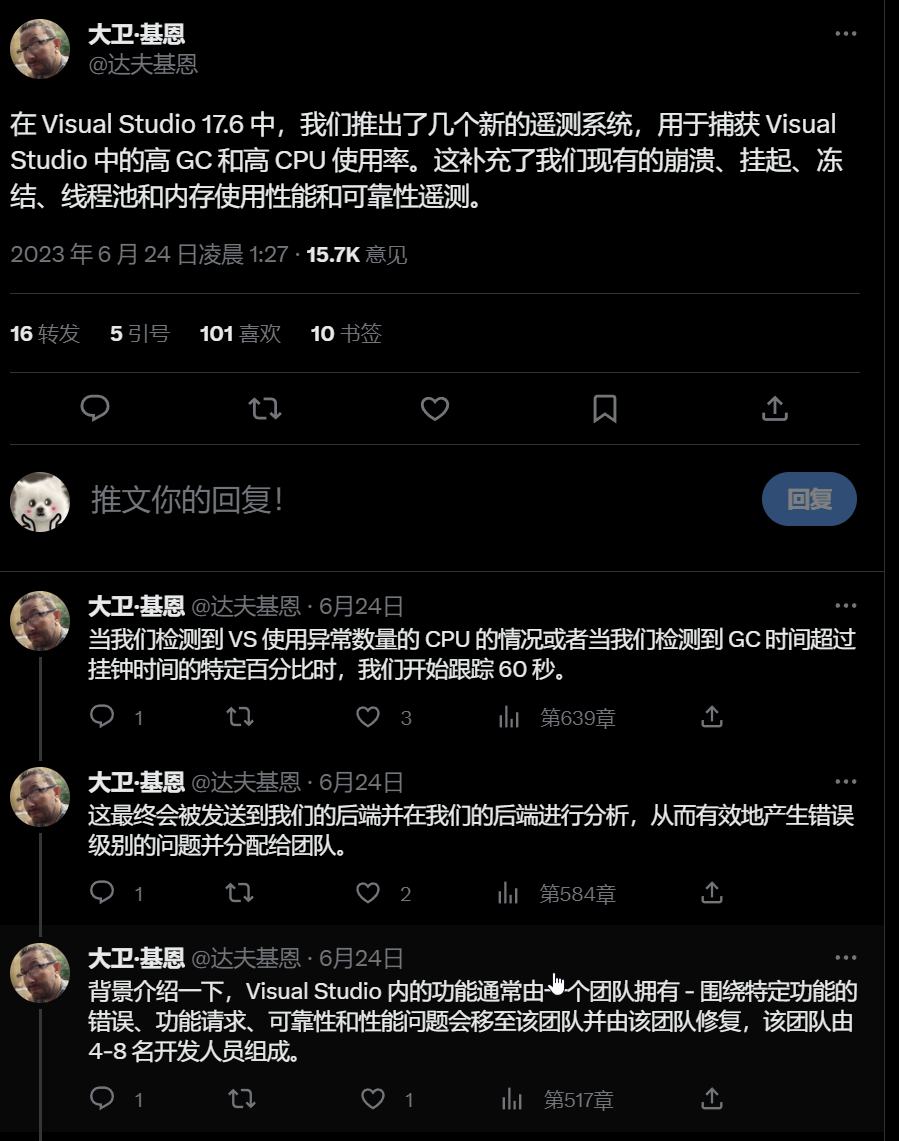 大卫·基恩
@达夫基恩
在 Visual Studio 17.6 中，我们推出了几个新的遥测系统，用于捕获 Visual
Studio 中的高 GC 和高 CPU 使用率。这补充了我们现有的崩溃、挂起、冻
结、线程池和内存使用性能和可靠性遥测。
2023 年 6 月 24 日凌晨 1:27 · 15.7K 意见
16 转发 5 引号 101 喜欢 10 书签
推文你的回复！
回复
大卫·基恩 @达夫基恩 · 6月24日
当我们检测到 VS 使用异常数量的 CPU 的情况或者当我们检测到 GC 时间超过
挂钟时间的特定百分比时，我们开始跟踪 60 秒。
1 3 第639章
大卫·基恩 @达夫基恩 · 6月24日
这最终会被发送到我们的后端并在我们的后端进行分析，从而有效地产生错误
级别的问题并分配给团队。
1 2 第584章
大卫·基恩 @达夫基恩 · 6月24日
背景介绍一下，Visual Studio 内的功能通常由一个团队拥有 - 围绕特定功能的
错误、功能请求、可靠性和性能问题会移至该团队并由该团队修复，该团队由
4-8 名开发人员组成。
1 1 第517章